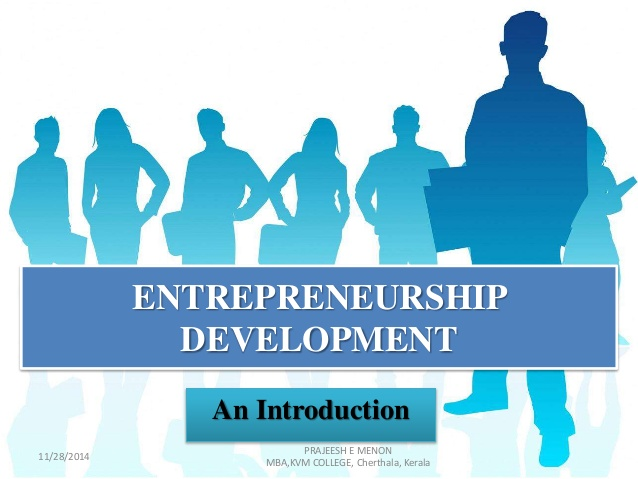 ENTREPRENEURSHIP
DEVELOPMENT
An Introduction
11/28/2014
PRAJEESH E MENON
MBA,KVM COLLEGE, Cherthala, Kerala